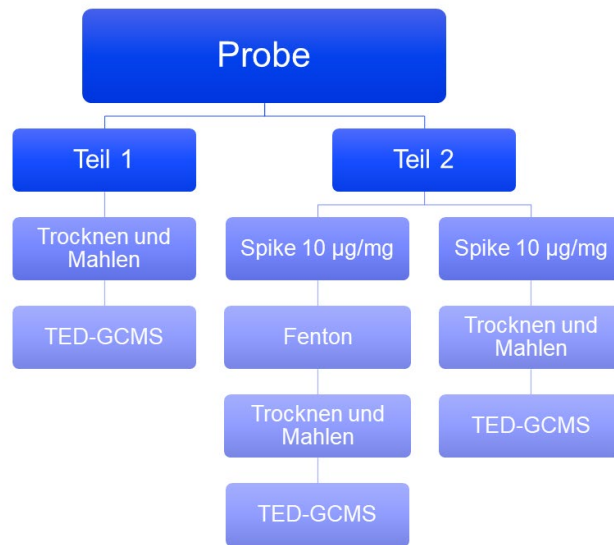 Probe
Teil 1
Teil 2
Trocknen und
Mahlen
Spike 10 µg/mg
Spike 10 µg/mg
TED-GCMS
Fenton
Trocknen und
Mahlen
Trocknen und
Mahlen
TED-GCMS
TED-GCMS